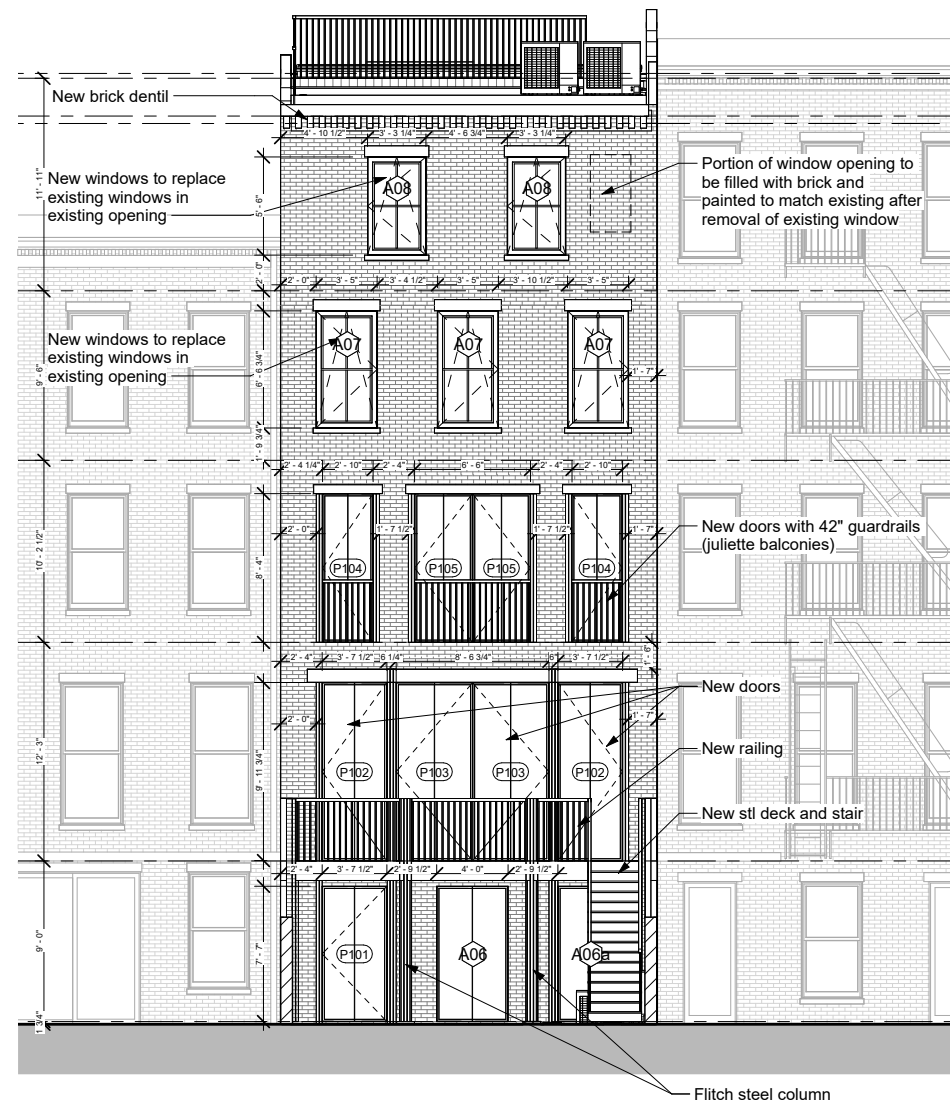 New brick dentil
4' - 10 1/2" 3' - 3 1/4" 4' - 6 3/4" 3' - 3 1/4"
New windows to replace
existing windows in
existing opening
A08 A08
Portion of window opening to
be filled with brick and
painted to match existing after
removal of existing window
11' - 11"
5' - 6"
2' - 0"
2' - 0" 3' - 5" 3' - 4 1/2" 3' - 5" 3' - 10 1/2" 3' - 5"
New windows to replace
existing windows in
existing opening
A07 A07 A07
9' - 6"
6' - 6 3/4"
1' - 7"
1' - 9 3/4"
2' - 4 1/4" 2' - 10" 2' - 4" 6' - 6" 2' - 4" 2' - 10"
10' - 2 1/2"
8' - 4"
2' - 0" 1' - 7 1/2" 1' - 7 1/2" 1' - 7"
New doors with 42" guardrails
(juliette balconies)
P104 P105 P105 P104
2' - 4" 3' - 7 1/2" 6 1/4" 8' - 6 3/4" 6" 3' - 7 1/2"
1' - 6"
New doors
2' - 0" 1' - 7"
12' - 3"
9' - 11 3/4"
New railing
P102 P103 P103 P102
New stl deck and stair
2' - 4" 3' - 7 1/2" 2' - 9 1/2" 4' - 0" 2' - 9 1/2"
9' - 0"
7' - 7"
P101 A06 A06a
1 3/4"
Flitch steel column